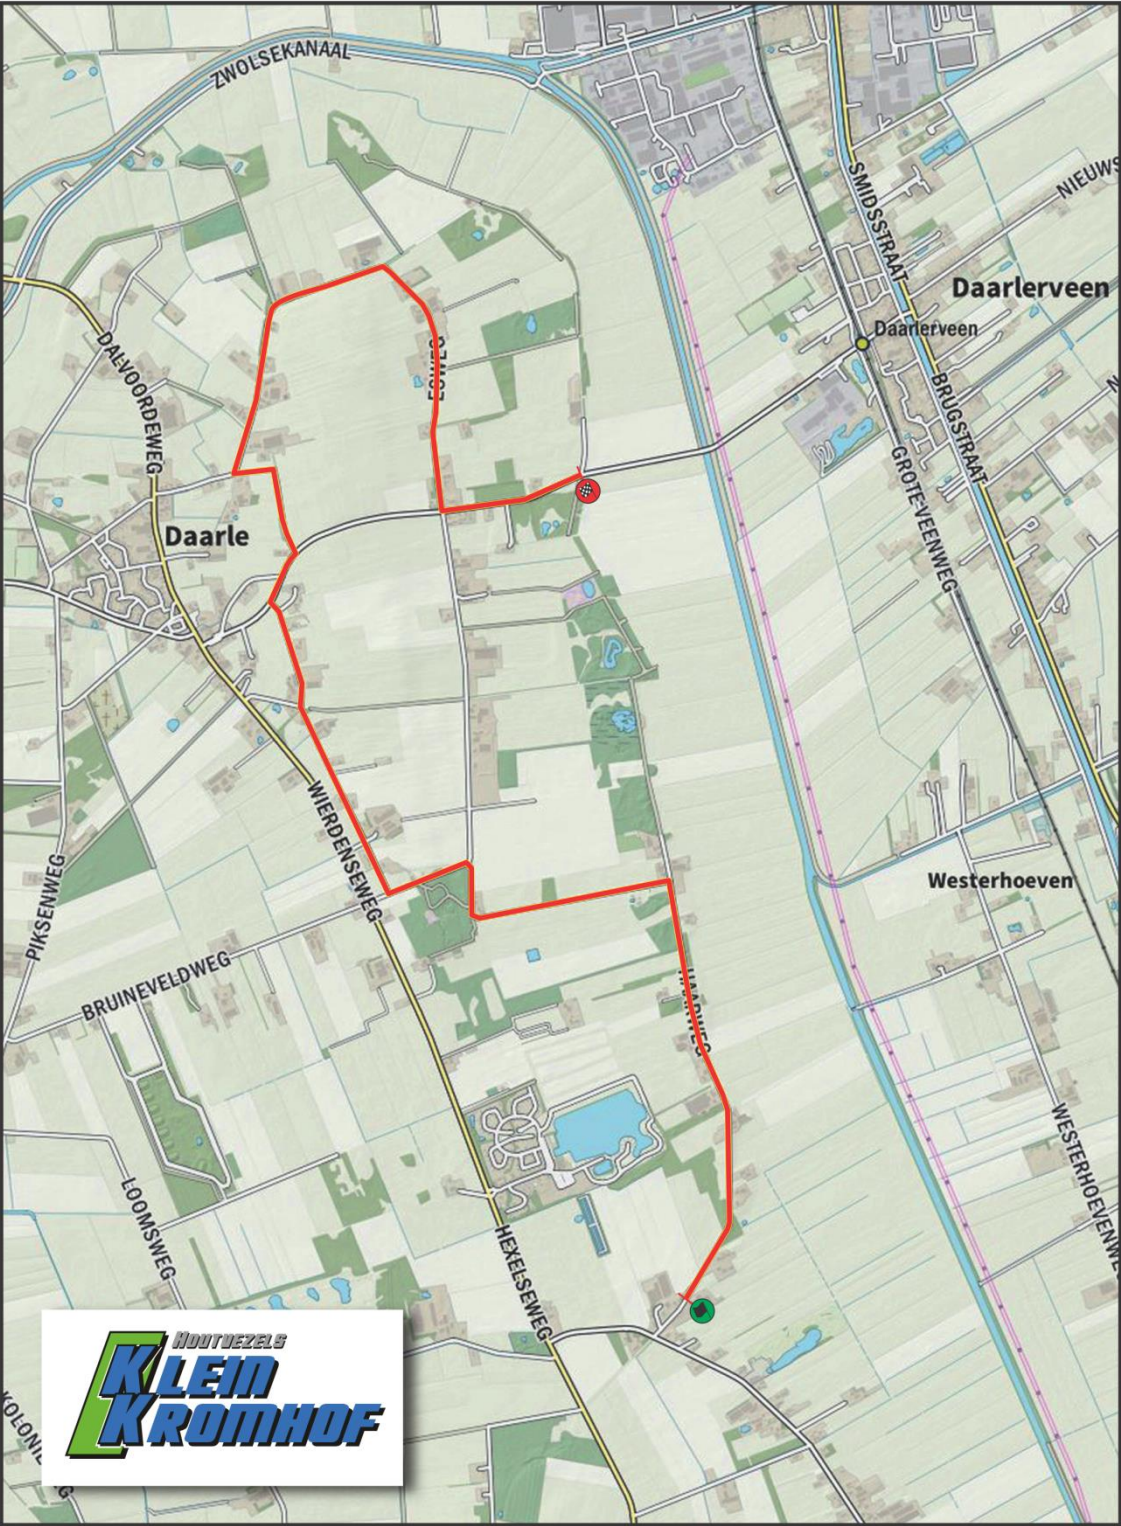 ZWOLSEKANAAL
NIEUWS
SMIDSSTRAAT
Daarlerveen
Daarlerveen
DALVOORDEWEG
ESWEG
BRUGSTRAAT
GROTE VEENWEG
Daarle
WIERDENSEWEG
PIKSENWEG
Westerhoeven
BRUINEVELDWEG
HAARWEG
WESTERHOEVENWE
LOOMSWEG
HEXELSEWEG
HOUTVEZELS
KLEIN
KROMHOF